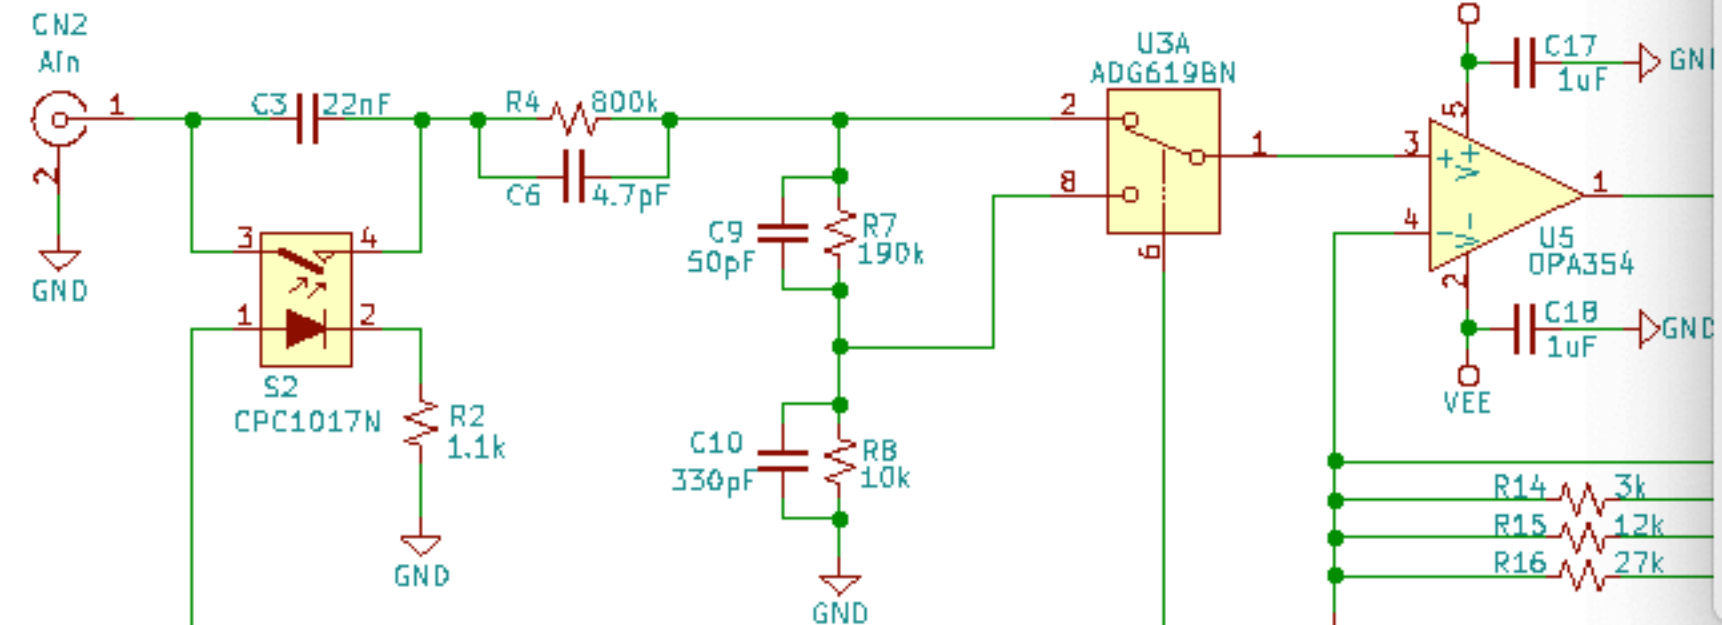 CN2
AIn
1
2
GND
C3 22nF
R4 800k
C6 4.7pF
3 4
1 2
S2
CPC1017N
R2
1.1k
GND
C9
50pF
R7
190k
C10
330pF
R8
10k
GND
U3A
ADG619BN
2
8
1
6
C17
1uF
GND
5
3
+ V+
1
4
- V-
U5
OPA354
2
C18
1uF
GND
VEE
R14 3k
R15 12k
R16 27k